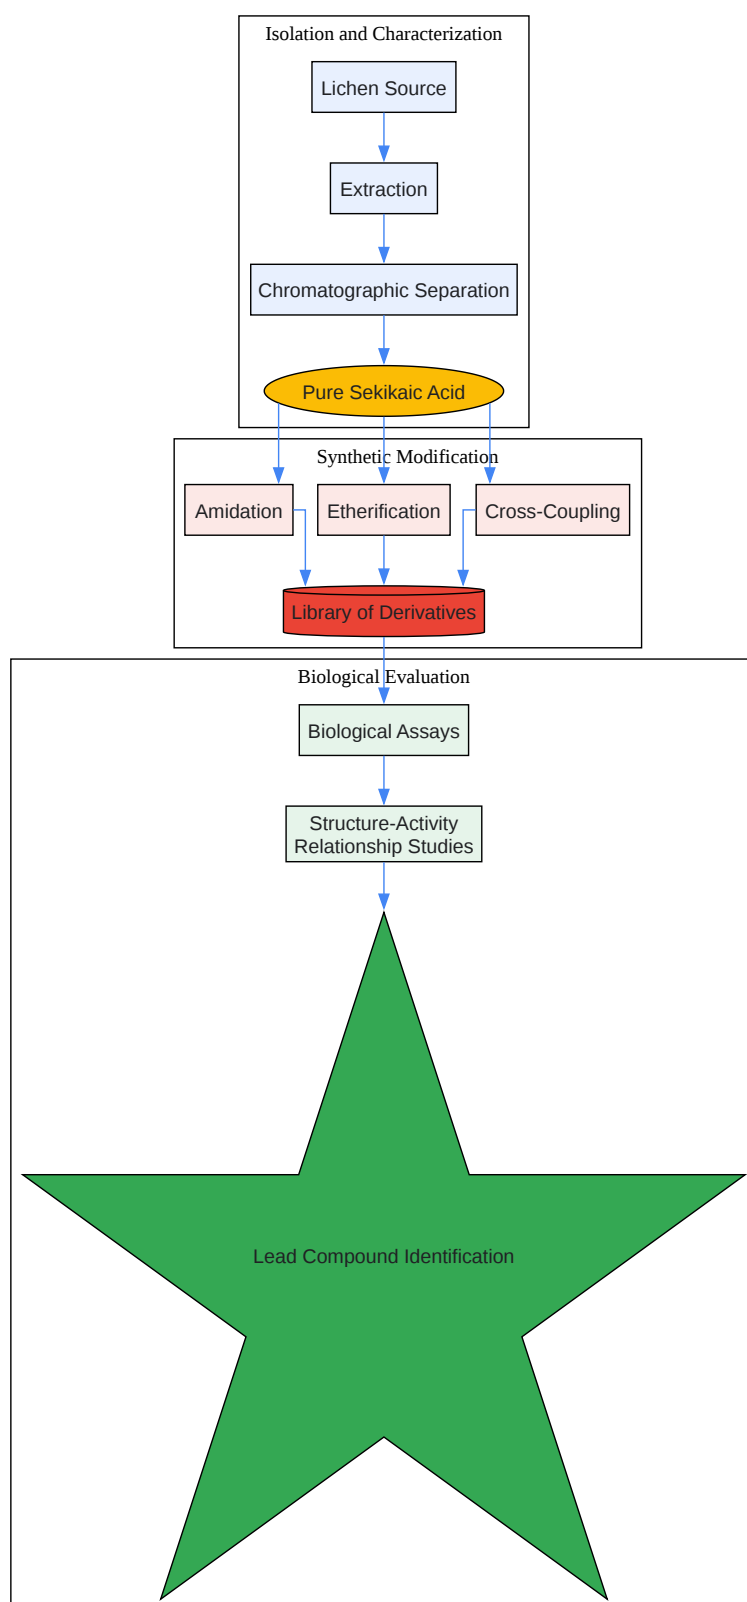 Isolation and Characterization
Lichen Source
Extraction
Chromatographic Separation
Pure Sekikaic Acid
Synthetic Modification
Amidation
Etherification
Cross-Coupling
Library of Derivatives
Biological Evaluation
Biological Assays
Structure-Activity
Relationship Studies
Lead Compound Identification